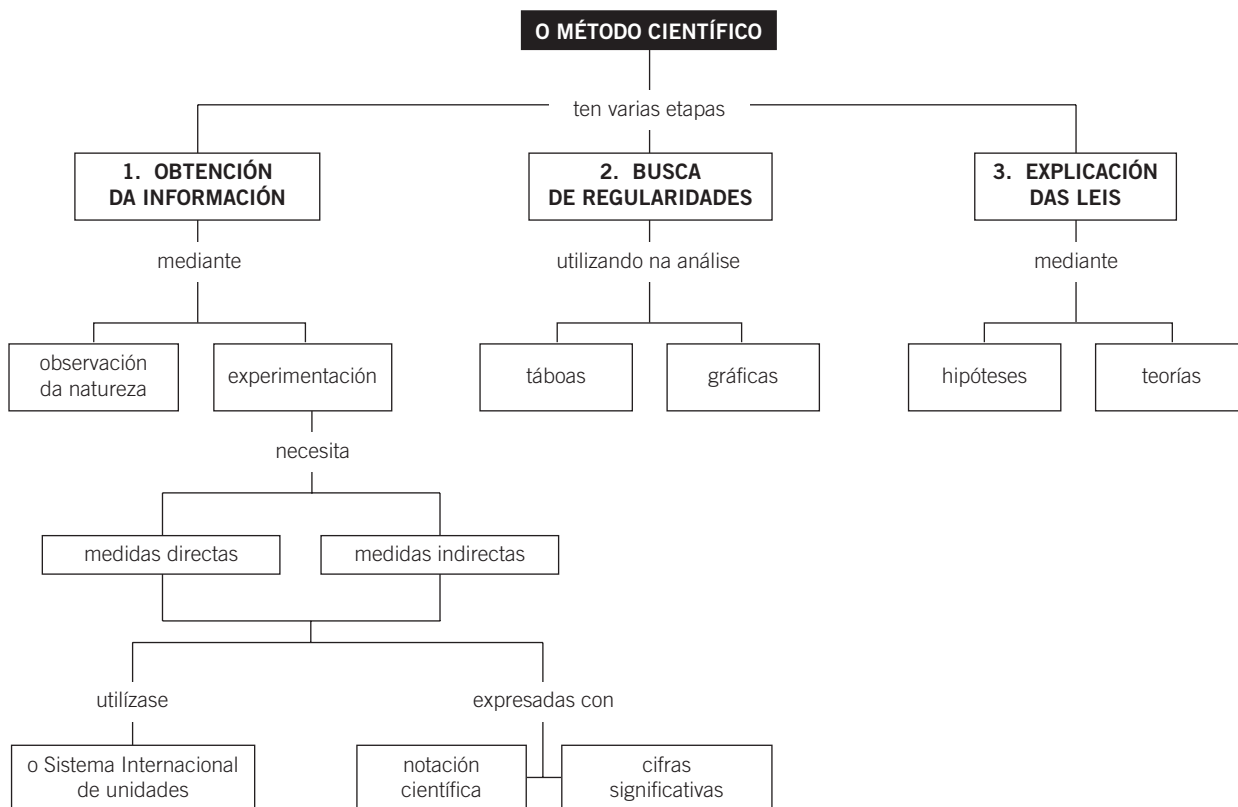 O MÉTODO CIENTÍFICO
ten varias etapas
1. OBTENCIÓN
DA INFORMACIÓN
2. BUSCA
DE REGULARIDADES
3. EXPLICACIÓN
DAS LEIS
mediante
utilizando na análise
mediante
observación
da natureza
experimentación
táboas
gráficas
hipóteses
teorías
necesita
medidas directas
medidas indirectas
utilízase
expresadas con
o Sistema Internacional
de unidades
notación
científica
cifras
significativas